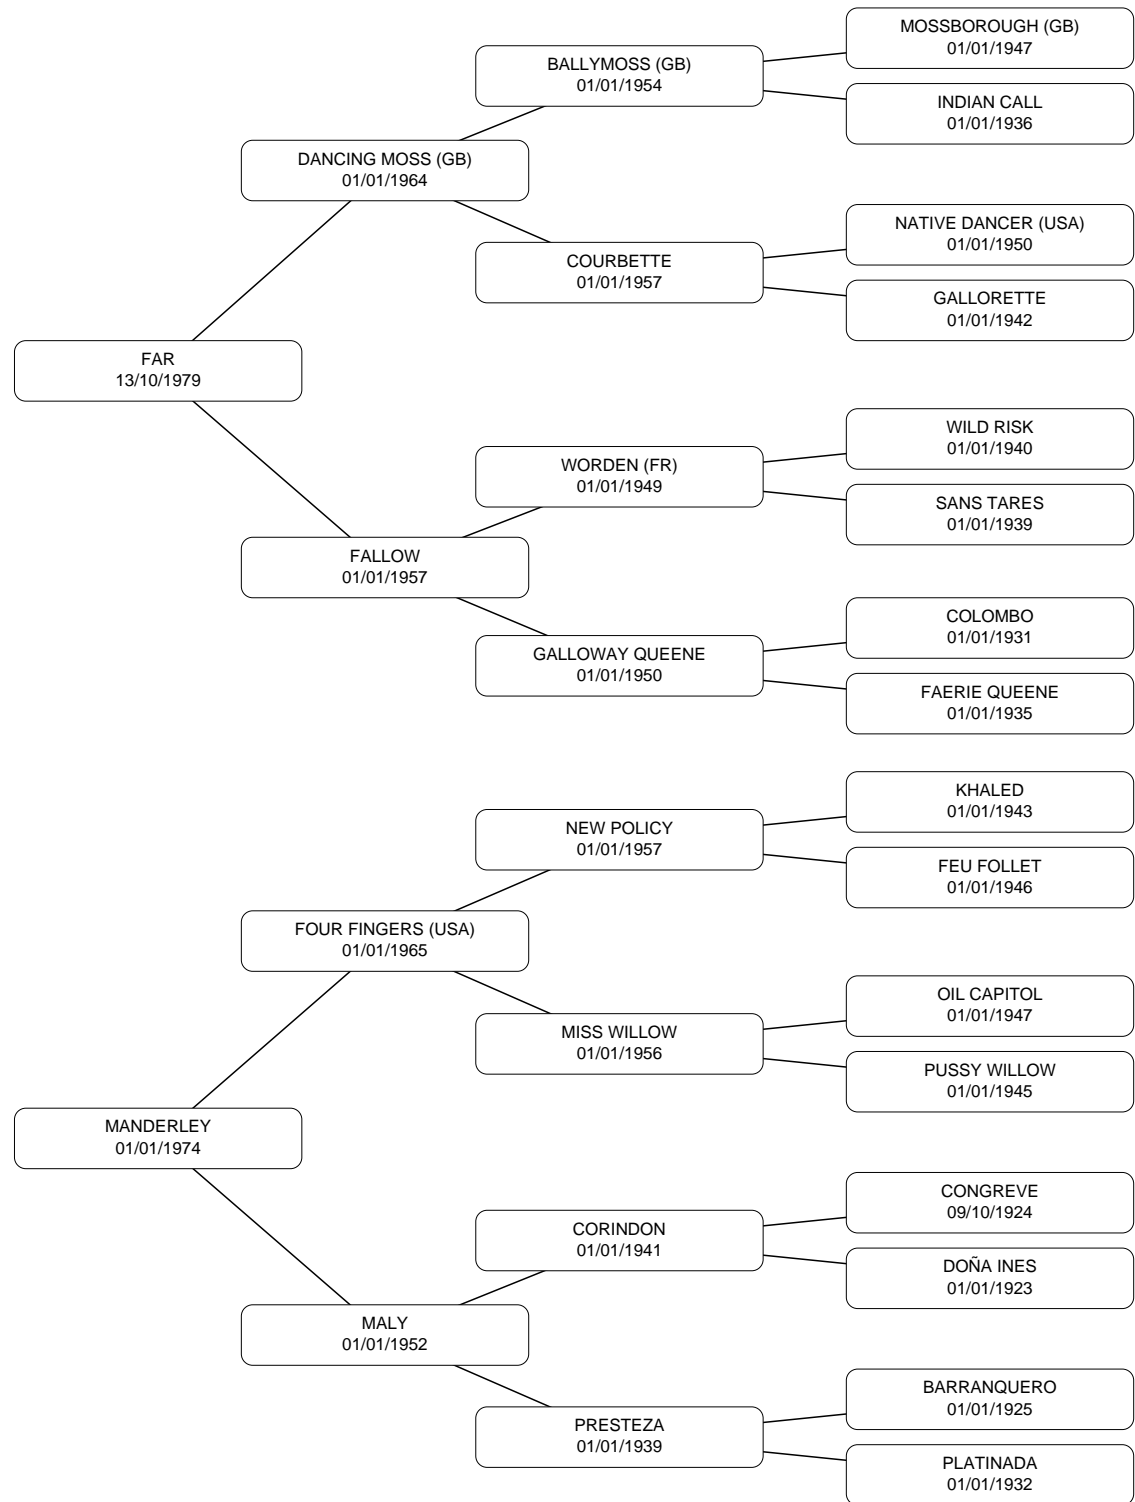 MOSSBOROUGH (GB)
01/01/1947
BALLYMOSS (GB)
01/01/1954
INDIAN CALL
01/01/1936
DANCING MOSS (GB)
01/01/1964
NATIVE DANCER (USA)
01/01/1950
COURBETTE
01/01/1957
GALLORETTE
01/01/1942
FAR
13/10/1979
WILD RISK
01/01/1940
WORDEN (FR)
01/01/1949
SANS TARES
01/01/1939
FALLOW
01/01/1957
COLOMBO
01/01/1931
GALLOWAY QUEENE
01/01/1950
FAERIE QUEENE
01/01/1935
KHALED
01/01/1943
NEW POLICY
01/01/1957
FEU FOLLET
01/01/1946
FOUR FINGERS (USA)
01/01/1965
OIL CAPITOL
01/01/1947
MISS WILLOW
01/01/1956
PUSSY WILLOW
01/01/1945
MANDERLEY
01/01/1974
CONGREVE
09/10/1924
CORINDON
01/01/1941
DOÑA INES
01/01/1923
MALY
01/01/1952
BARRANQUERO
01/01/1925
PRESTEZA
01/01/1939
PLATINADA
01/01/1932